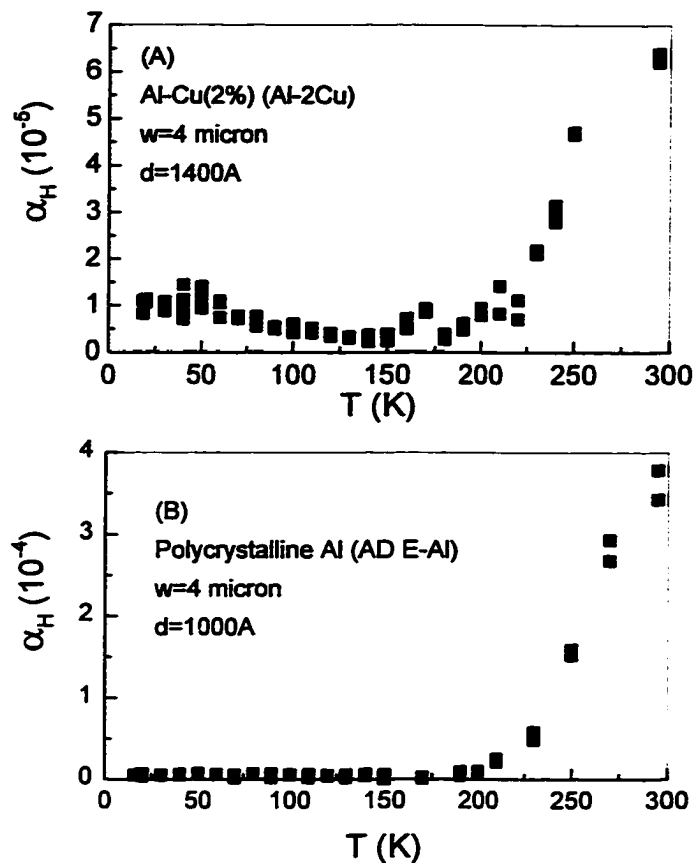 7
6
5
4
3
2
1
0
α_H (10⁻⁵)
(A)
Al-Cu(2%) (Al-2Cu)
w=4 micron
d=1400A
0 50 100 150 200 250 300
T (K)
4
3
2
1
0
α_H (10⁻⁴)
(B)
Polycrystalline Al (AD E-Al)
w=4 micron
d=1000A
0 50 100 150 200 250 300
T (K)